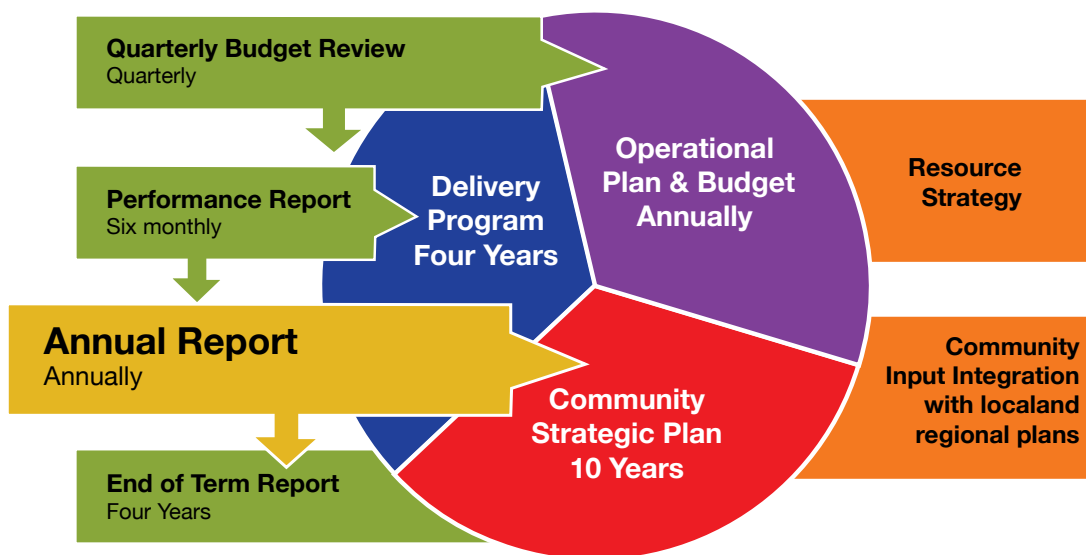 Quarterly Budget Review
Quarterly
Performance Report
Six monthly
Annual Report
Annually
End of Term Report
Four Years
Delivery
Program
Four Years
Operational
Plan & Budget
Annually
Community
Strategic Plan
10 Years
Resource
Strategy
Community
Input Integration
with localand
regional plans